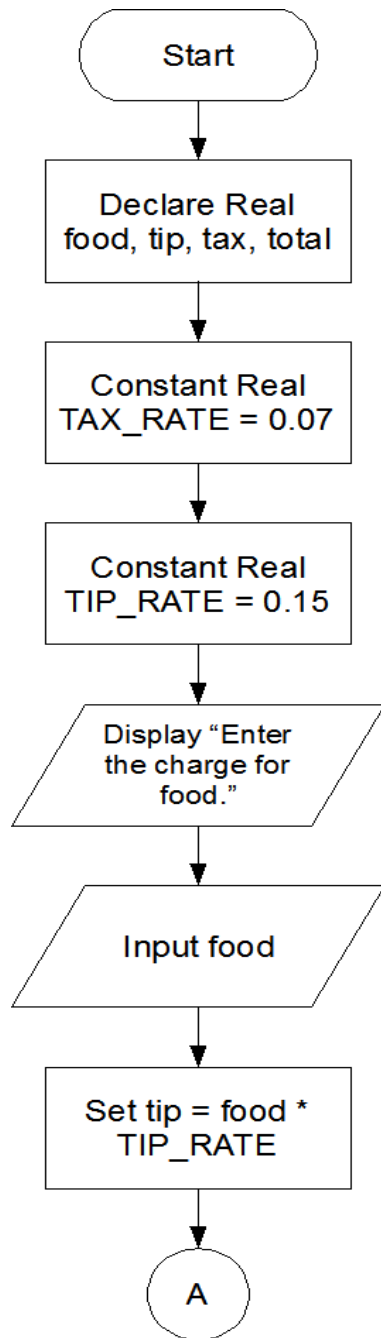 Start
Declare Real
food, tip, tax, total
Constant Real
TAX_RATE = 0.07
Constant Real
TIP_RATE = 0.15
Display “Enter
the charge for
food.”
Input food
Set tip = food *
TIP_RATE
A